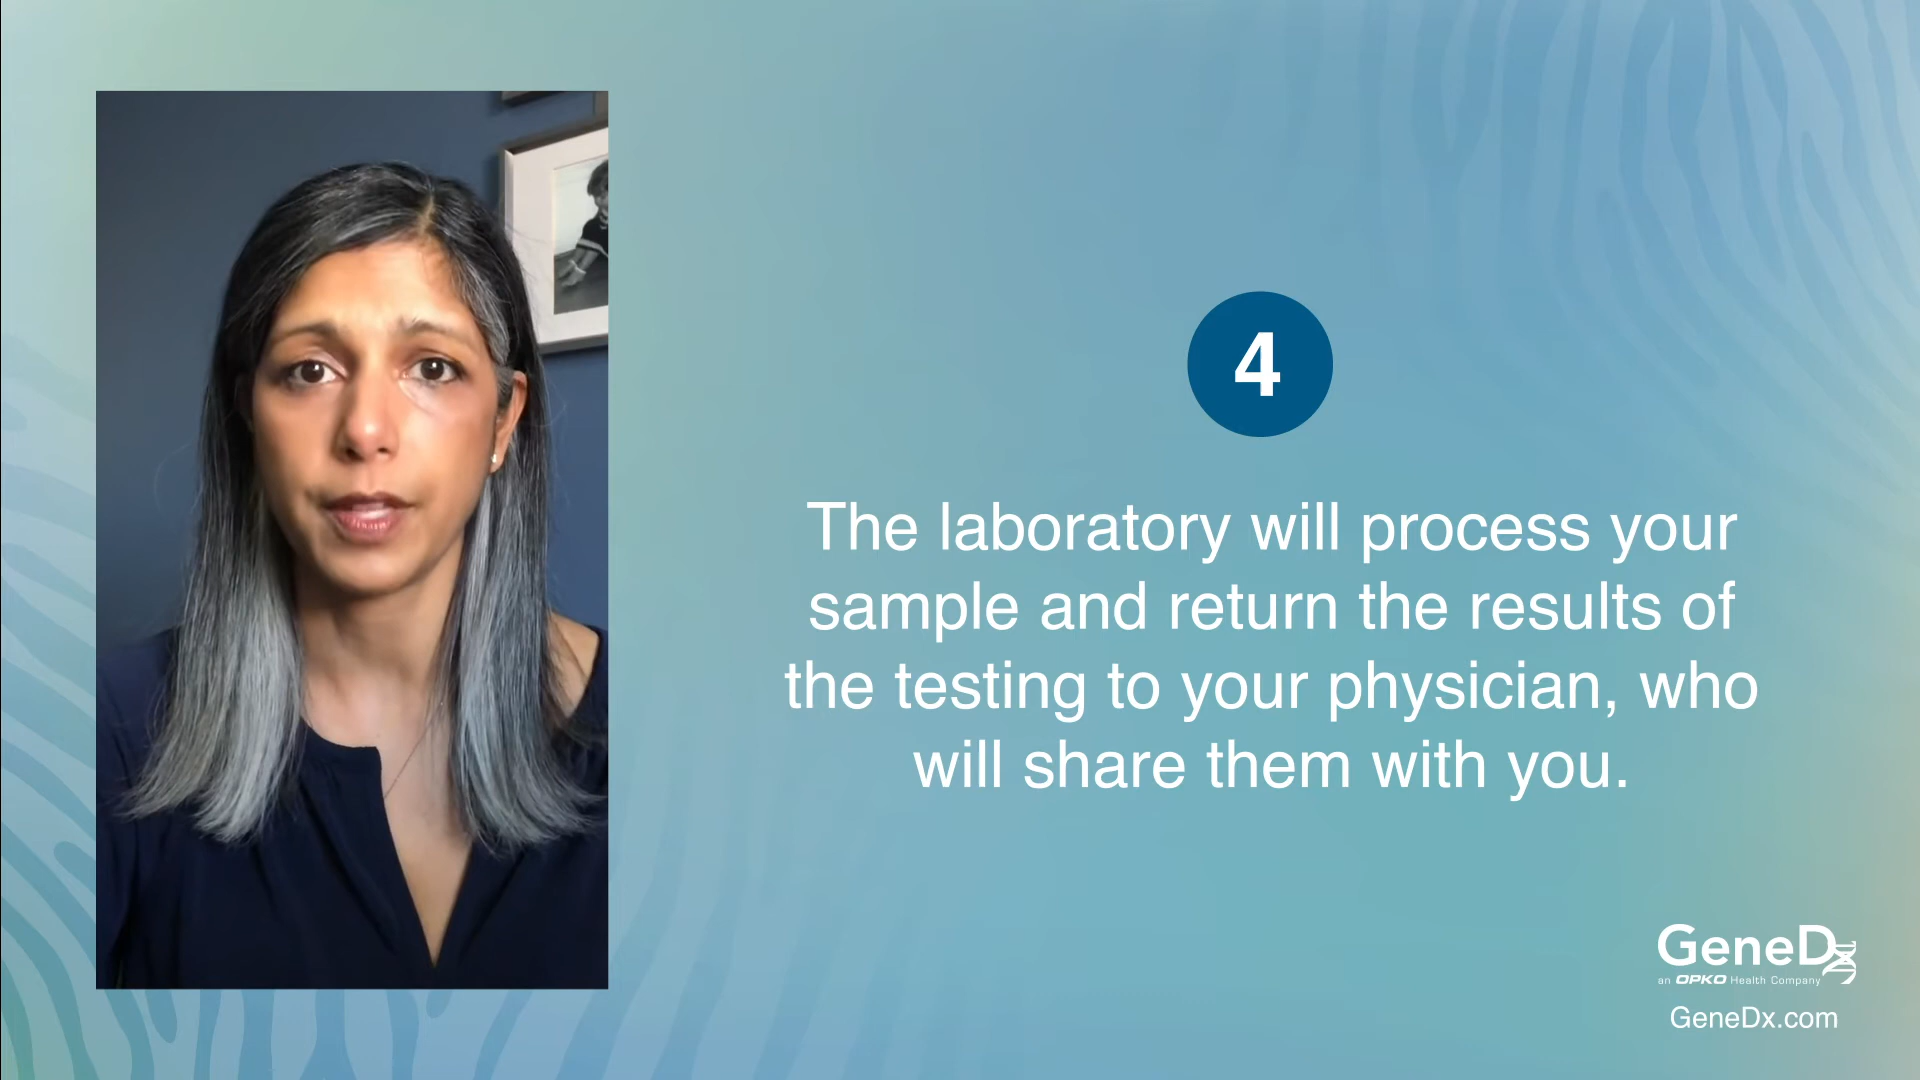 4
The laboratory will process your
sample and return the results of
the testing to your physician, who
will share them with you.
GeneDx
an OPKO Health Company
GeneDx.com